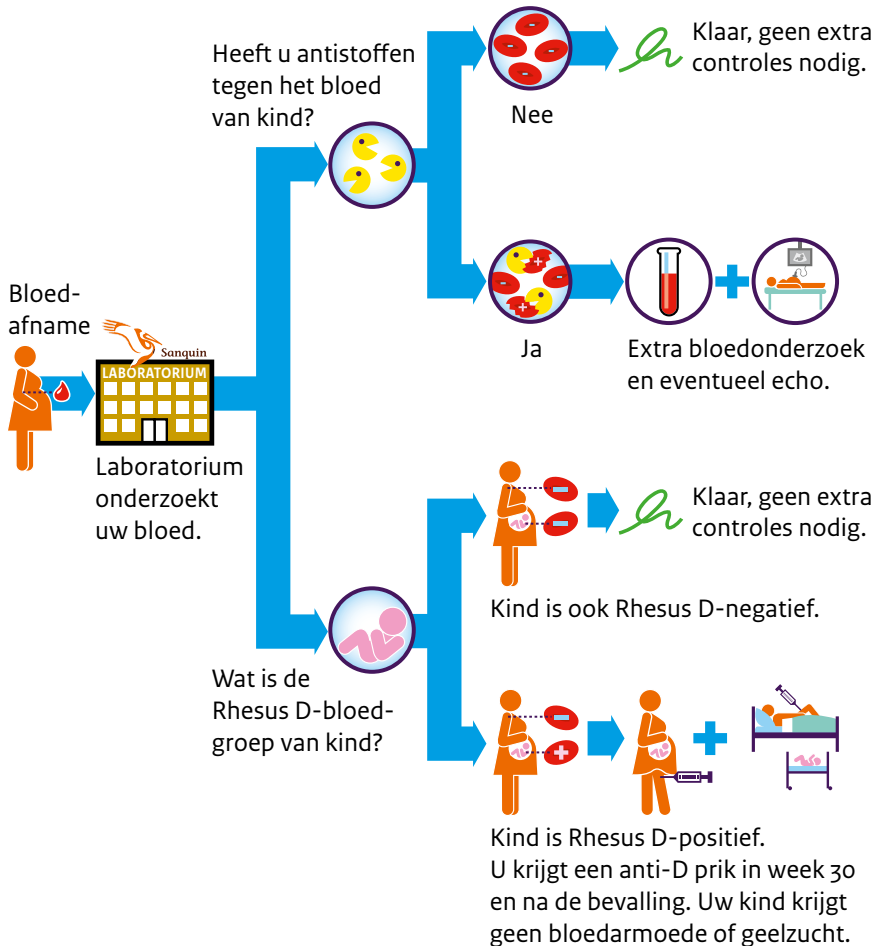 Heeft u antistoffen
tegen het bloed
van kind?
Nee
Klaar, geen extra
controles nodig.
Ja
Extra bloedonderzoek
en eventueel echo.
Bloed-
afname
Sanquin
LABORATORIUM
Laboratorium
onderzoekt
uw bloed.
Wat is de
Rhesus D-bloed-
groep van kind?
Klaar, geen extra
controles nodig.
Kind is ook Rhesus D-negatief.
Kind is Rhesus D-positief.
U krijgt een anti-D prik in week 30
en na de bevalling. Uw kind krijgt
geen bloedarmoede of geelzucht.